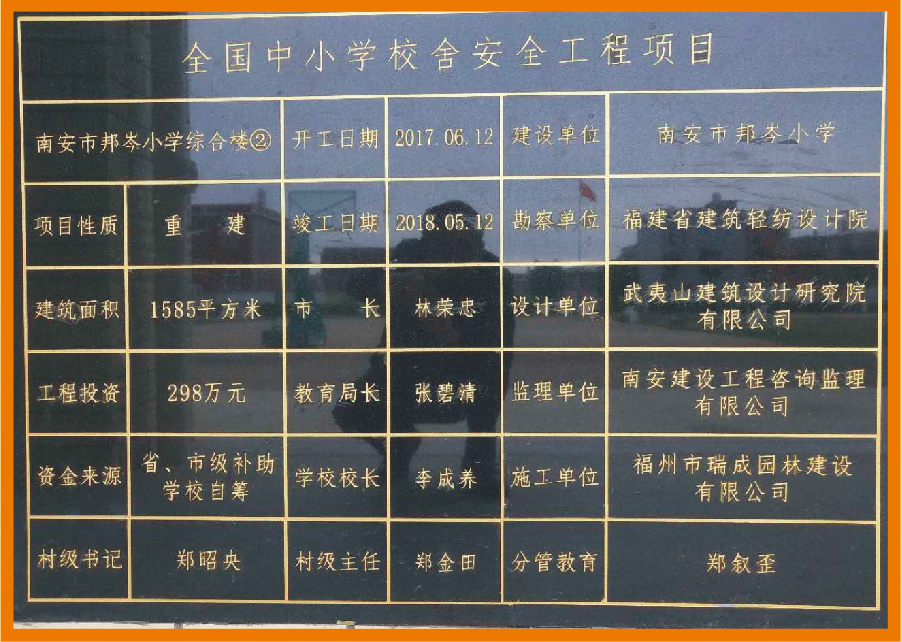 全国中小学校舍安全工程项目
南安市邦岑小学综合楼② 开工日期 2017.06.12 建设单位 南安市邦岑小学
项目性质 重建 竣工日期 2018.05.12 勘察单位 福建省建筑轻纺设计院
建筑面积 1585平方米 市长 林荣忠 设计单位 武夷山建筑设计研究院
有限公司
工程投资 298万元 教育局长 张碧清 监理单位 南安建设工程咨询监理
有限公司
资金来源 省、市级补助
学校自筹 学校校长 李成养 施工单位 福州市瑞成园林建设
有限公司
村级书记 郑昭央 村级主任 郑金田 分管教育 郑叙歪